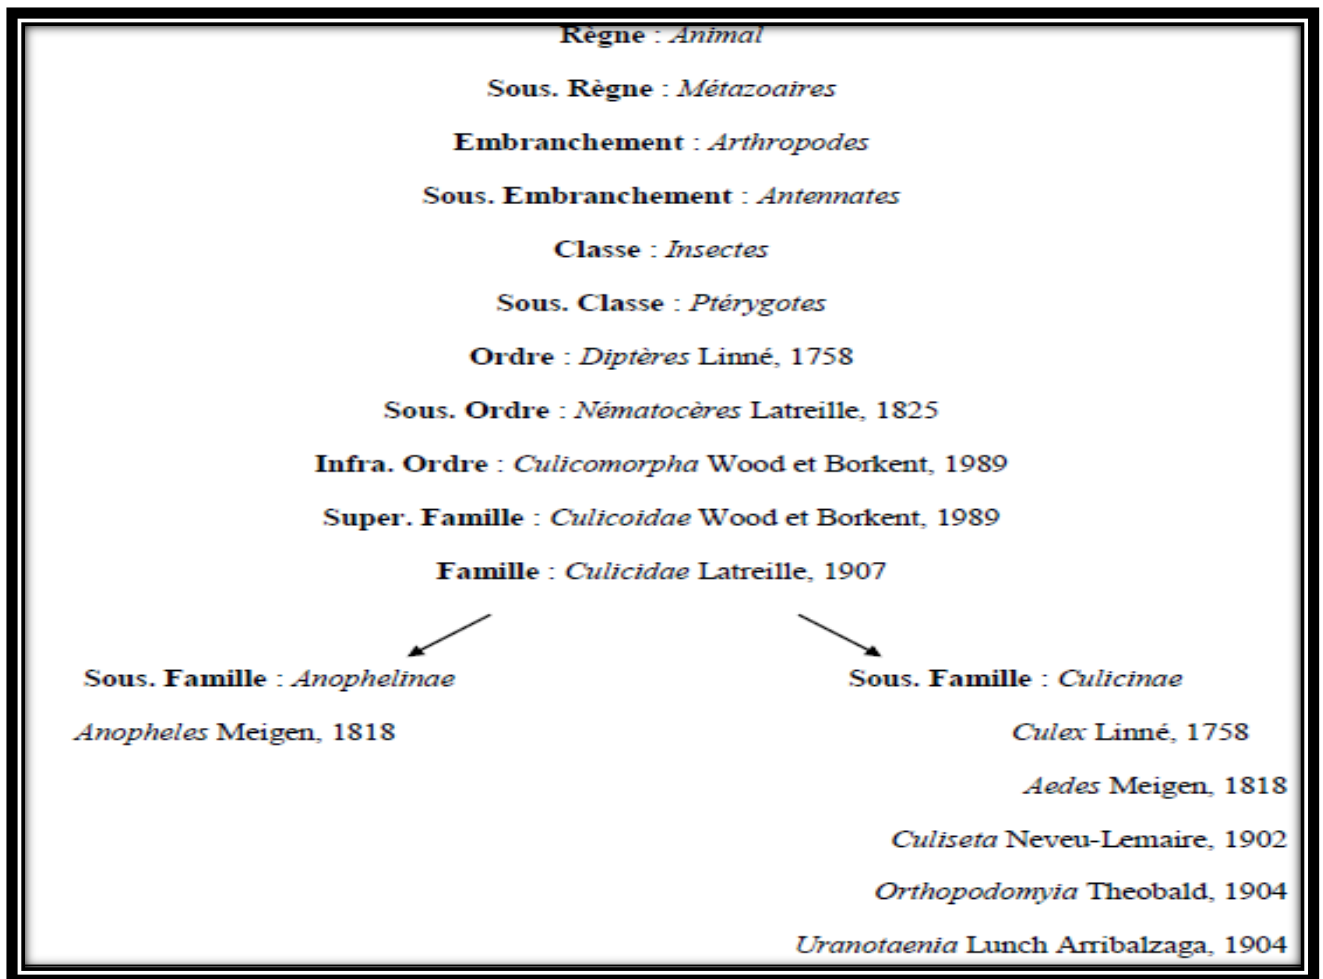 Règne : Animal
Sous. Règne : Métazoaires
Embranchement : Arthropodes
Sous. Embranchement : Antennates
Classe : Insectes
Sous. Classe : Ptérygotes
Ordre : Diptères Linné, 1758
Sous. Ordre : Nématocères Latreille, 1825
Infra. Ordre : Culicomorpha Wood et Borkent, 1989
Super. Famille : Culicoidae Wood et Borkent, 1989
Famille : Culicidae Latreille, 1907
Sous. Famille : Anophelinae
Anopheles Meigen, 1818
Sous. Famille : Culicinae
Culex Linné, 1758
Aedes Meigen, 1818
Culiseta Neveu-Lemaire, 1902
Orthopodomyia Theobald, 1904
Uranotaenia Lunch Arribalzaga, 1904